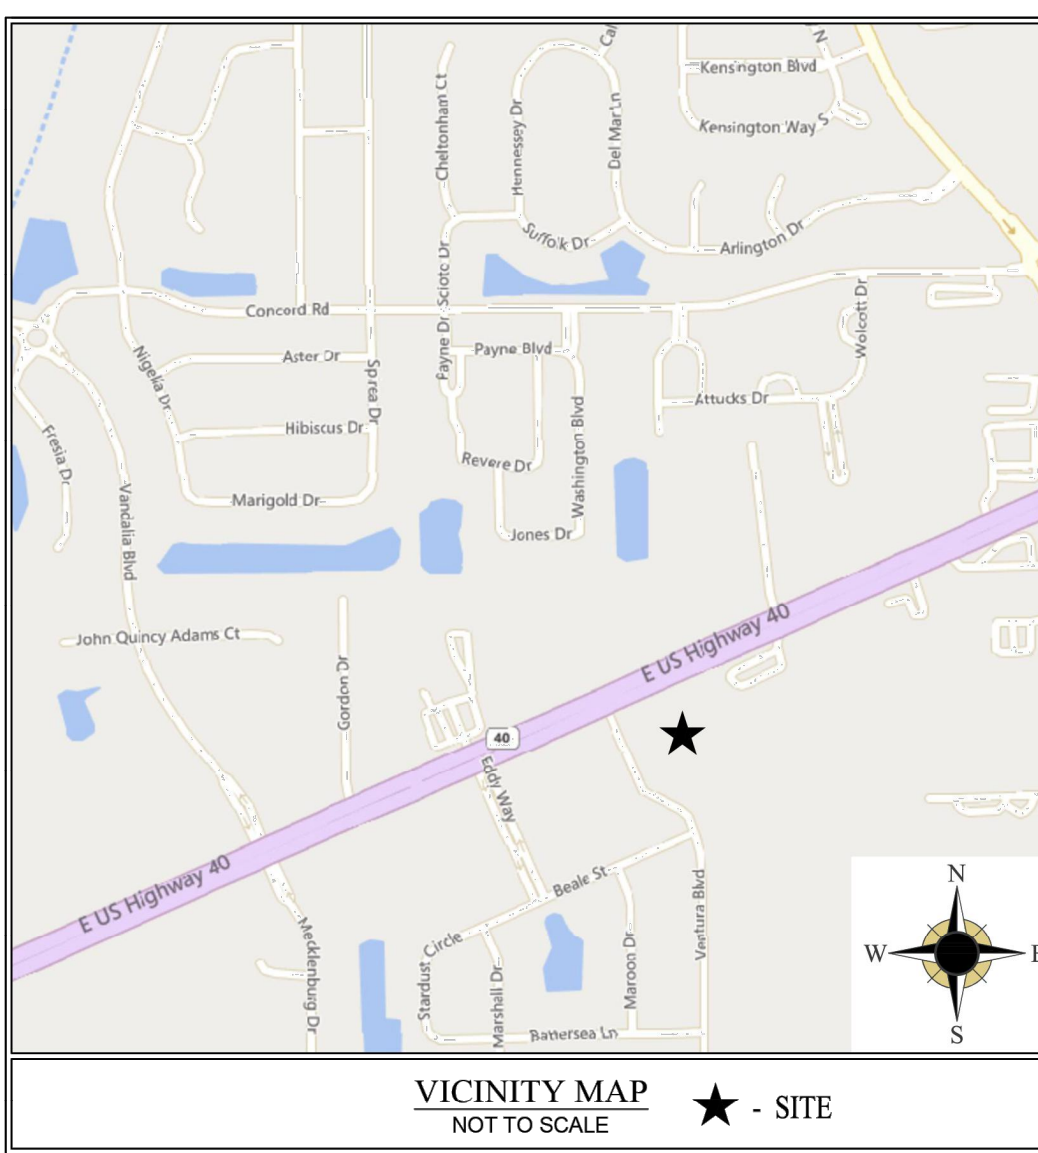 Cal
N
Kensington Blvd
Kensington Way S
Cheltonham Ct
Hennessey Dr
Del Mar Ln
Suffolk Dr
Arlington Dr
Scioto Dr
Concord Rd
Wolcott Dr
Payne Dr
Payne Blvd
Aster Dr
Nigella Dr
Sprea Dr
Attucks Dr
Hibiscus Dr
Washington Blvd
Fresia Dr
Revere Dr
Marigold Dr
Vandalia Blvd
Jones Dr
John Quincy Adams Ct
Gordon Dr
E US Highway 40
40
Eddy Way
E US Highway 40
Beale St
Ventura Blvd
Mecklenburg Dr
Stardust Circle
Marshall Dr
Maroon Dr
Battersea Ln
N
W E
S
VICINITY MAP
NOT TO SCALE
- SITE